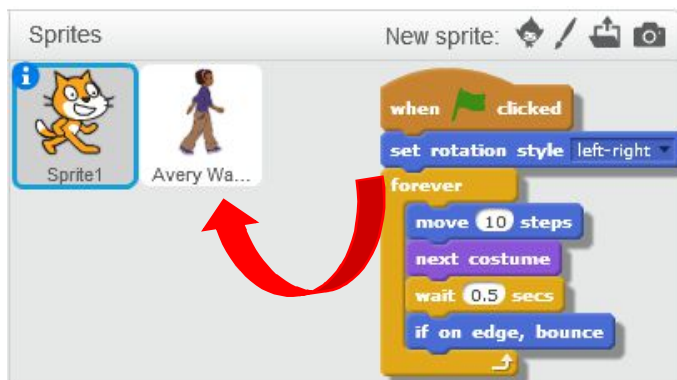 Sprites New sprite:
i
Sprite1 Avery Wa...
when clicked
set rotation style left-right
forever
move 10 steps
next costume
wait 0.5 secs
if on edge, bounce